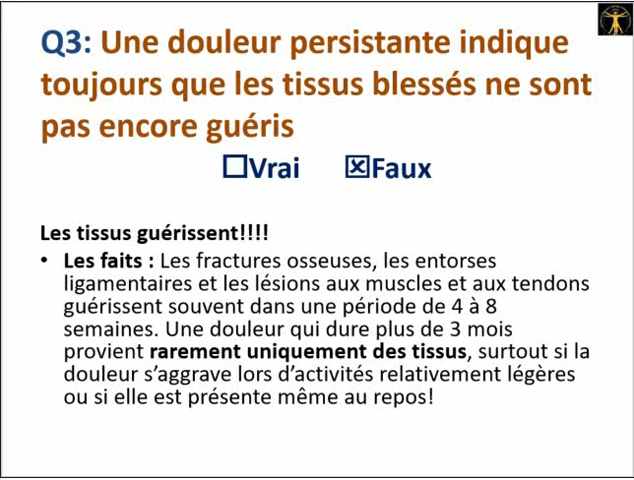 Q3: Une douleur persistante indique
toujours que les tissus blessés ne sont
pas encore guéris
☐Vrai ☒Faux
Les tissus guérissent!!!!
• Les faits : Les fractures osseuses, les entorses
ligamentaires et les lésions aux muscles et aux tendons
guérissent souvent dans une période de 4 à 8
semaines. Une douleur qui dure plus de 3 mois
provient rarement uniquement des tissus, surtout si la
douleur s’aggrave lors d’activités relativement légères
ou si elle est présente même au repos!